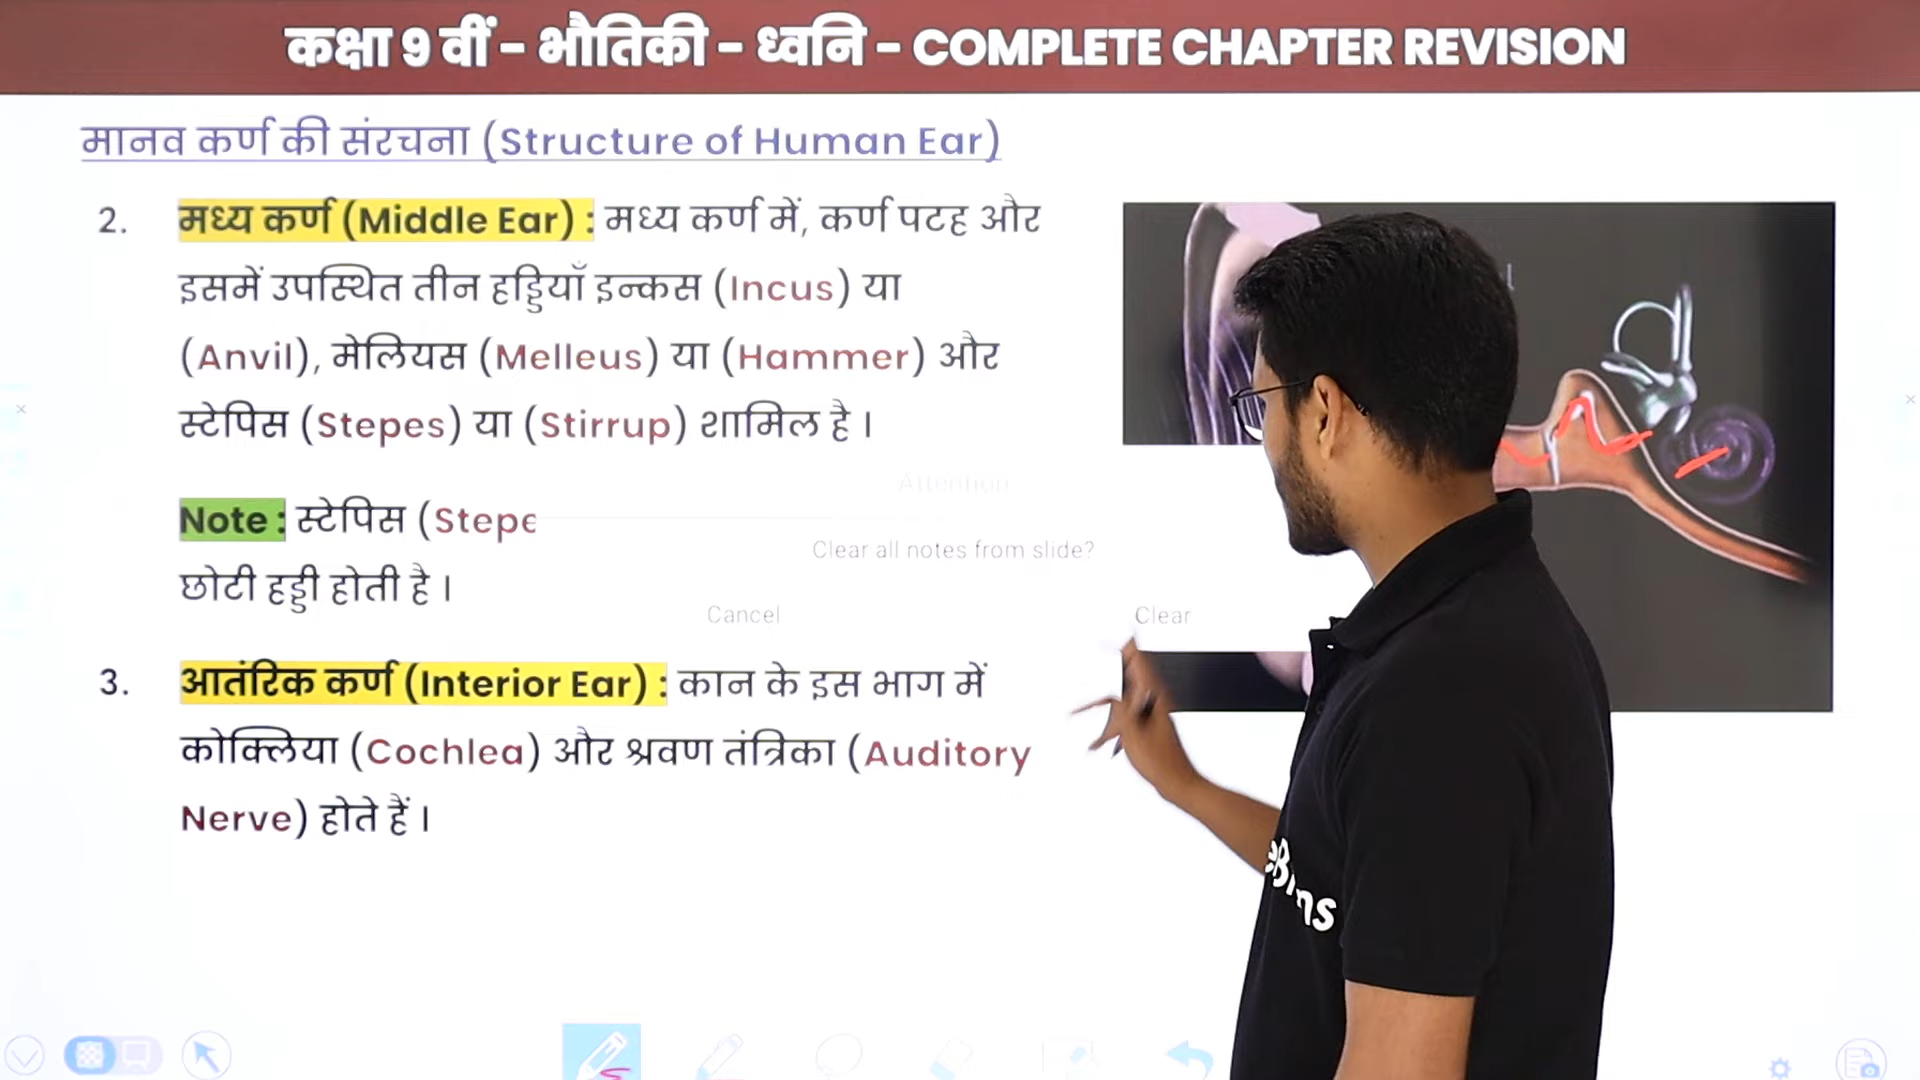 कक्षा 9 वीं – भौतिकी – ध्वनि – COMPLETE CHAPTER REVISION
मानव कर्ण की संरचना (Structure of Human Ear)
2. मध्य कर्ण (Middle Ear) : मध्य कर्ण में, कर्ण पटह और
इसमें उपस्थित तीन हड्डियाँ इन्कस (Incus) या
(Anvil), मेलियस (Melleus) या (Hammer) और
स्टेपिस (Stepes) या (Stirrup) शामिल है ।
Attention
Note : स्टेपिस (Stepe
Clear all notes from slide?
छोटी हड्डी होती है ।
Cancel
Clear
3. आतंरिक कर्ण (Interior Ear) : कान के इस भाग में
कोक्लिया (Cochlea) और श्रवण तंत्रिका (Auditory
Nerve) होते हैं ।